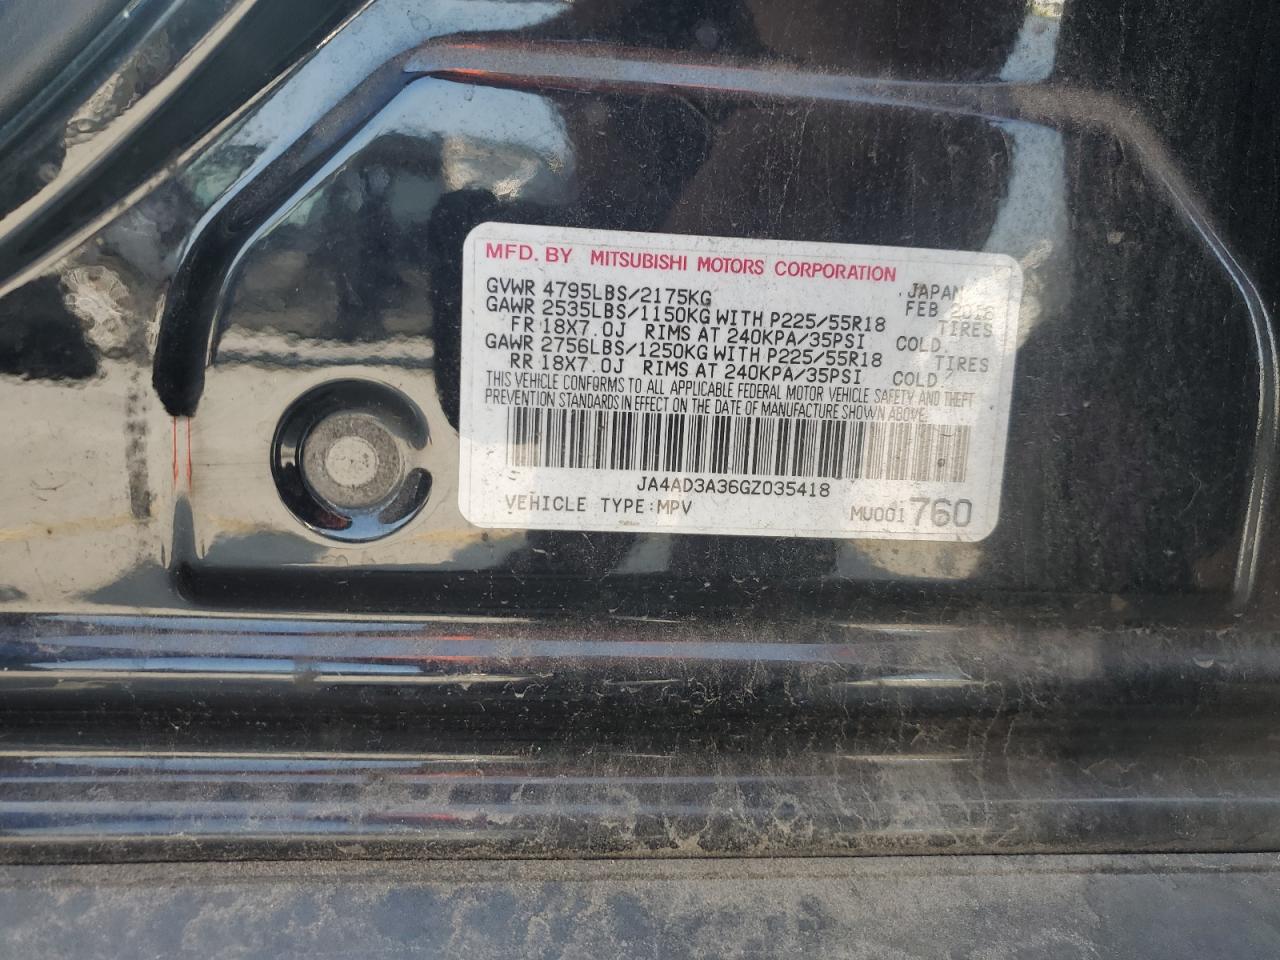 MFD. BY MITSUBISHI MOTORS CORPORATION
GVWR 4795LBS/2175KG JAPAN
GAWR 2535LBS/1150KG WITH P225/55R18 FEB 2016
FR 18X7.0J RIMS AT 240KPA/35PSI COLD. TIRES
GAWR 2756LBS/1250KG WITH P225/55R18 TIRES
RR 18X7.0J RIMS AT 240KPA/35PSI COLD.
THIS VEHICLE CONFORMS TO ALL APPLICABLE FEDERAL MOTOR VEHICLE SAFETY AND THEFT
PREVENTION STANDARDS IN EFFECT ON THE DATE OF MANUFACTURE SHOWN ABOVE.
JA4AD3A36GZ035418
VEHICLE TYPE:MPV MU001760